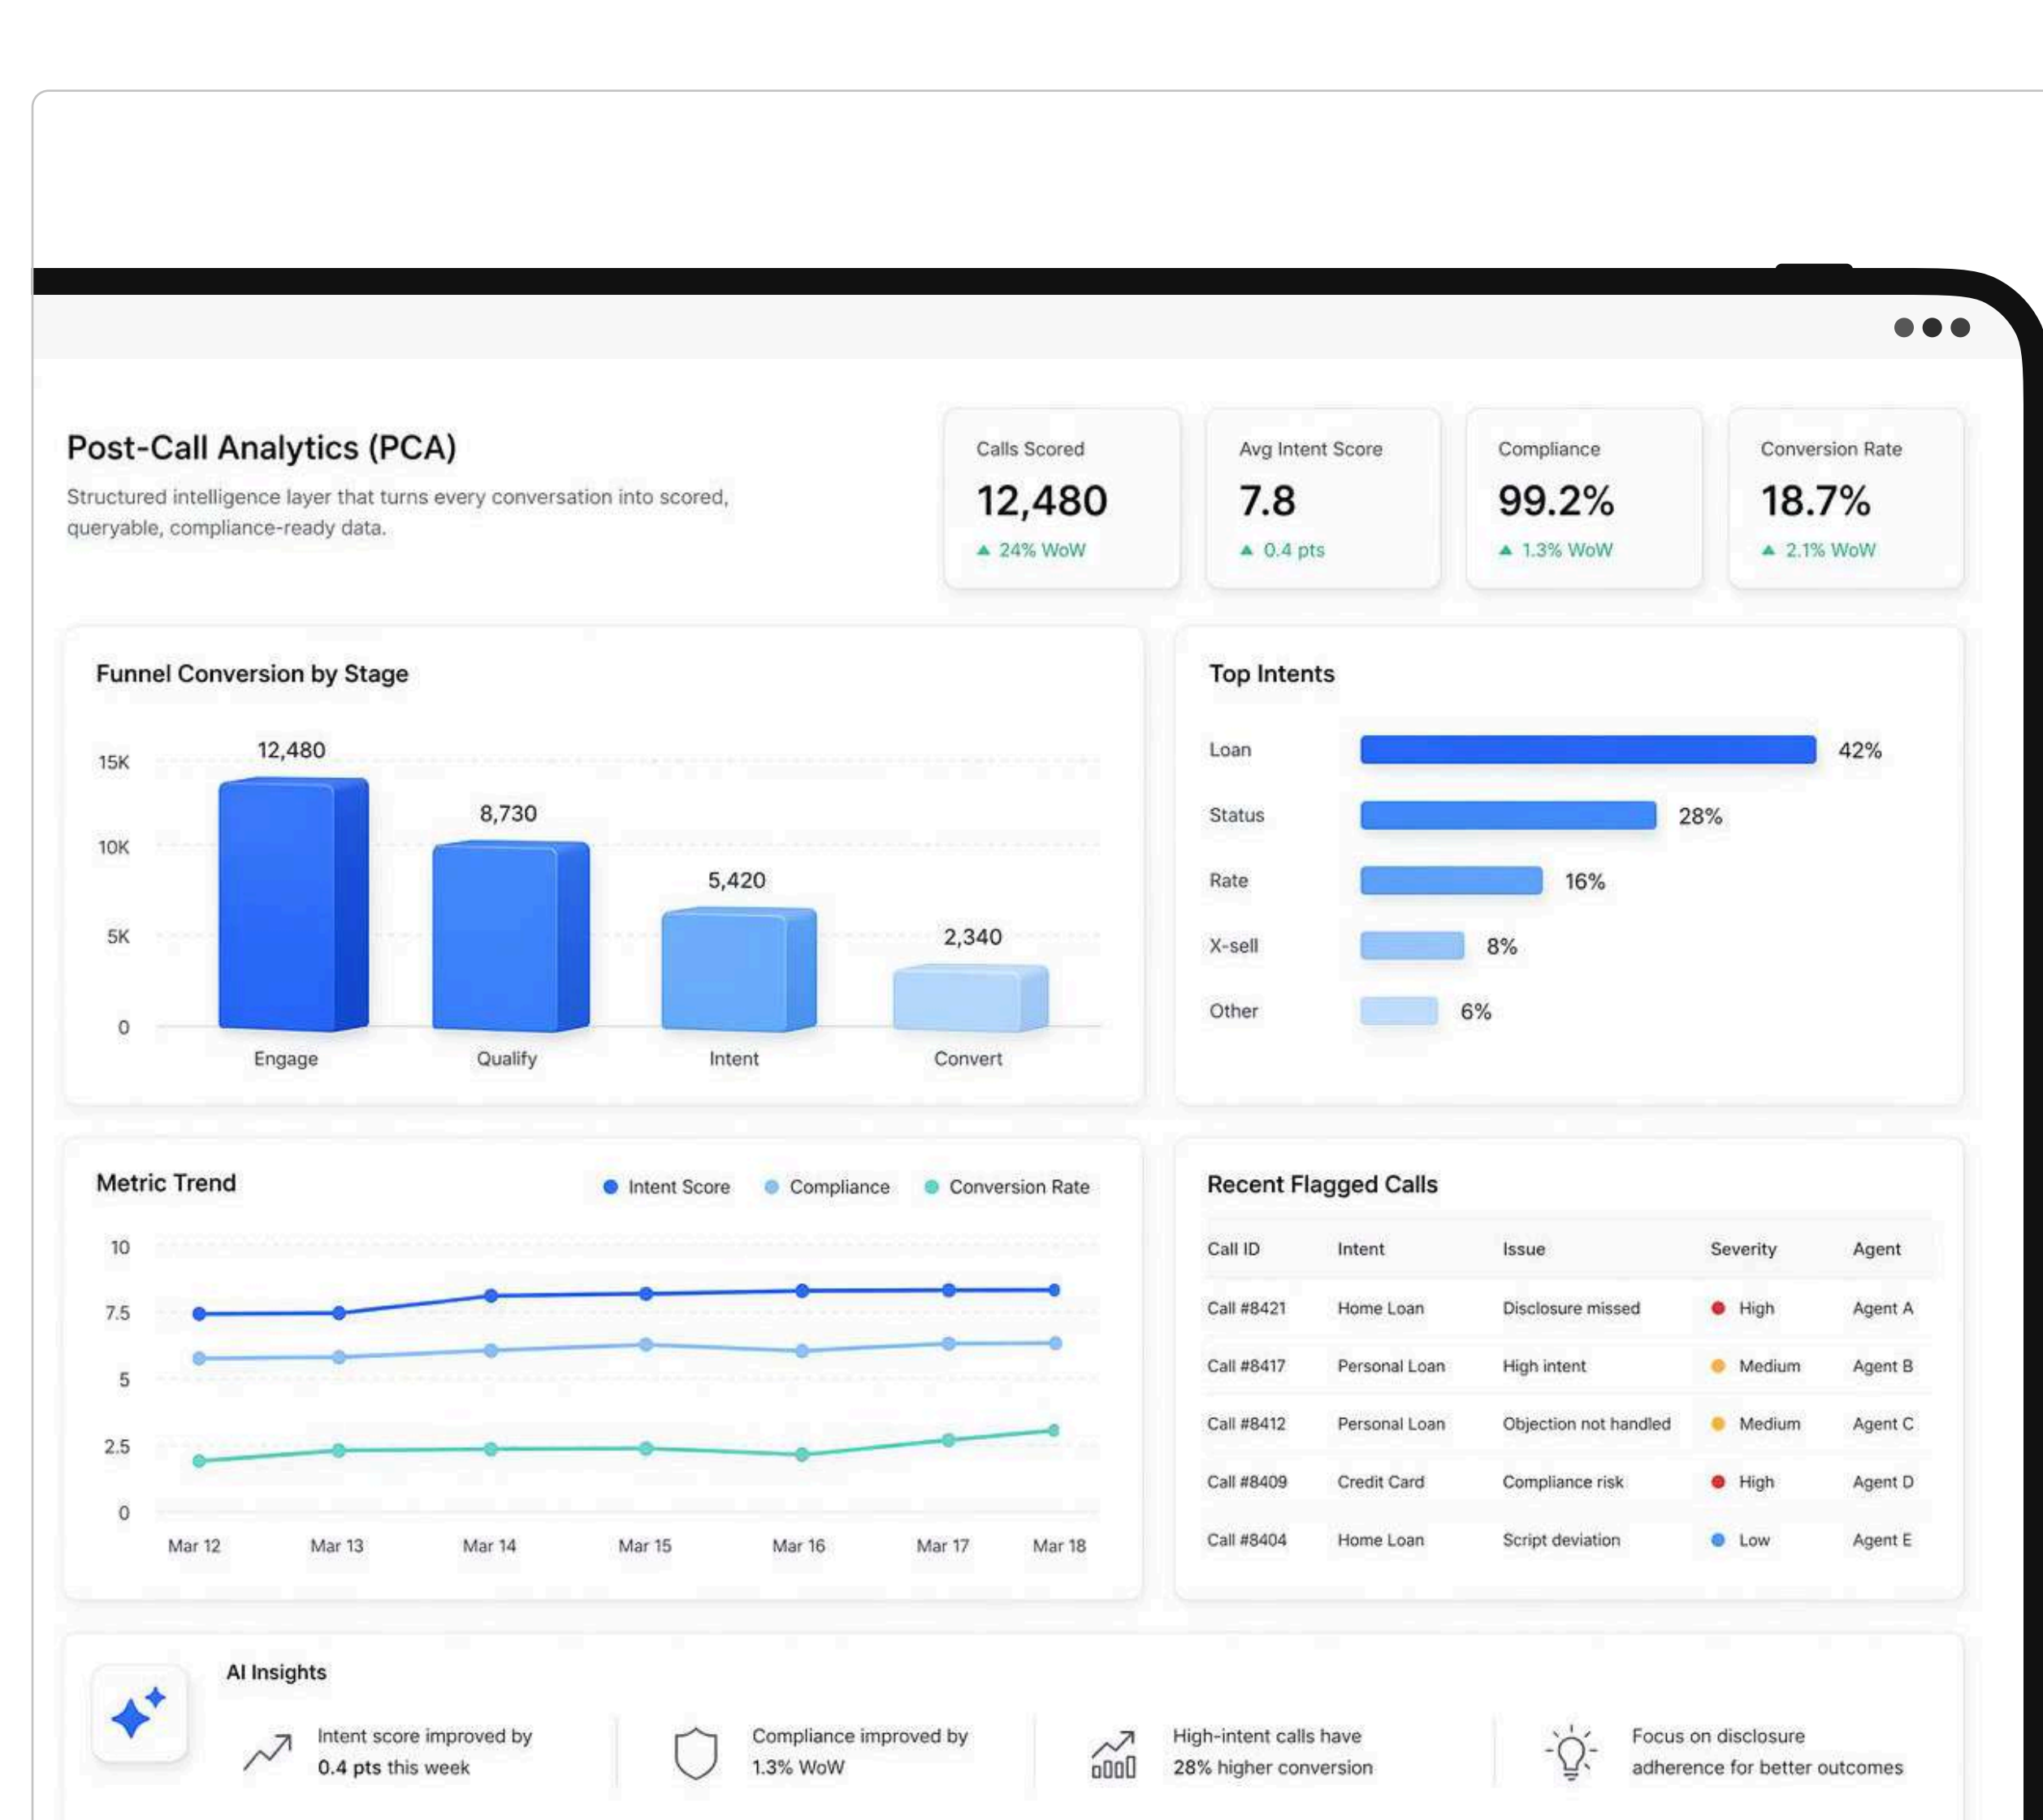 Post-Call Analytics (PCA)
Structured intelligence layer that turns every conversation into scored,
queryable, compliance-ready data.
Calls Scored
12,480
▲ 24% WoW
Avg Intent Score
7.8
▲ 0.4 pts
Compliance
99.2%
▲ 1.3% WoW
Conversion Rate
18.7%
▲ 2.1% WoW
Funnel Conversion by Stage
15K
10K
5K
0
12,480
8,730
5,420
2,340
Engage
Qualify
Intent
Convert
Top Intents
Loan 42%
Status 28%
Rate 16%
X-sell 8%
Other 6%
Metric Trend
Intent Score
Compliance
Conversion Rate
10
7.5
5
2.5
0
Mar 12
Mar 13
Mar 14
Mar 15
Mar 16
Mar 17
Mar 18
Recent Flagged Calls
Call ID Intent Issue Severity Agent
Call #8421 Home Loan Disclosure missed High Agent A
Call #8417 Personal Loan High intent Medium Agent B
Call #8412 Personal Loan Objection not handled Medium Agent C
Call #8409 Credit Card Compliance risk High Agent D
Call #8404 Home Loan Script deviation Low Agent E
AI Insights
Intent score improved by
0.4 pts this week
Compliance improved by
1.3% WoW
High-intent calls have
28% higher conversion
Focus on disclosure
adherence for better outcomes